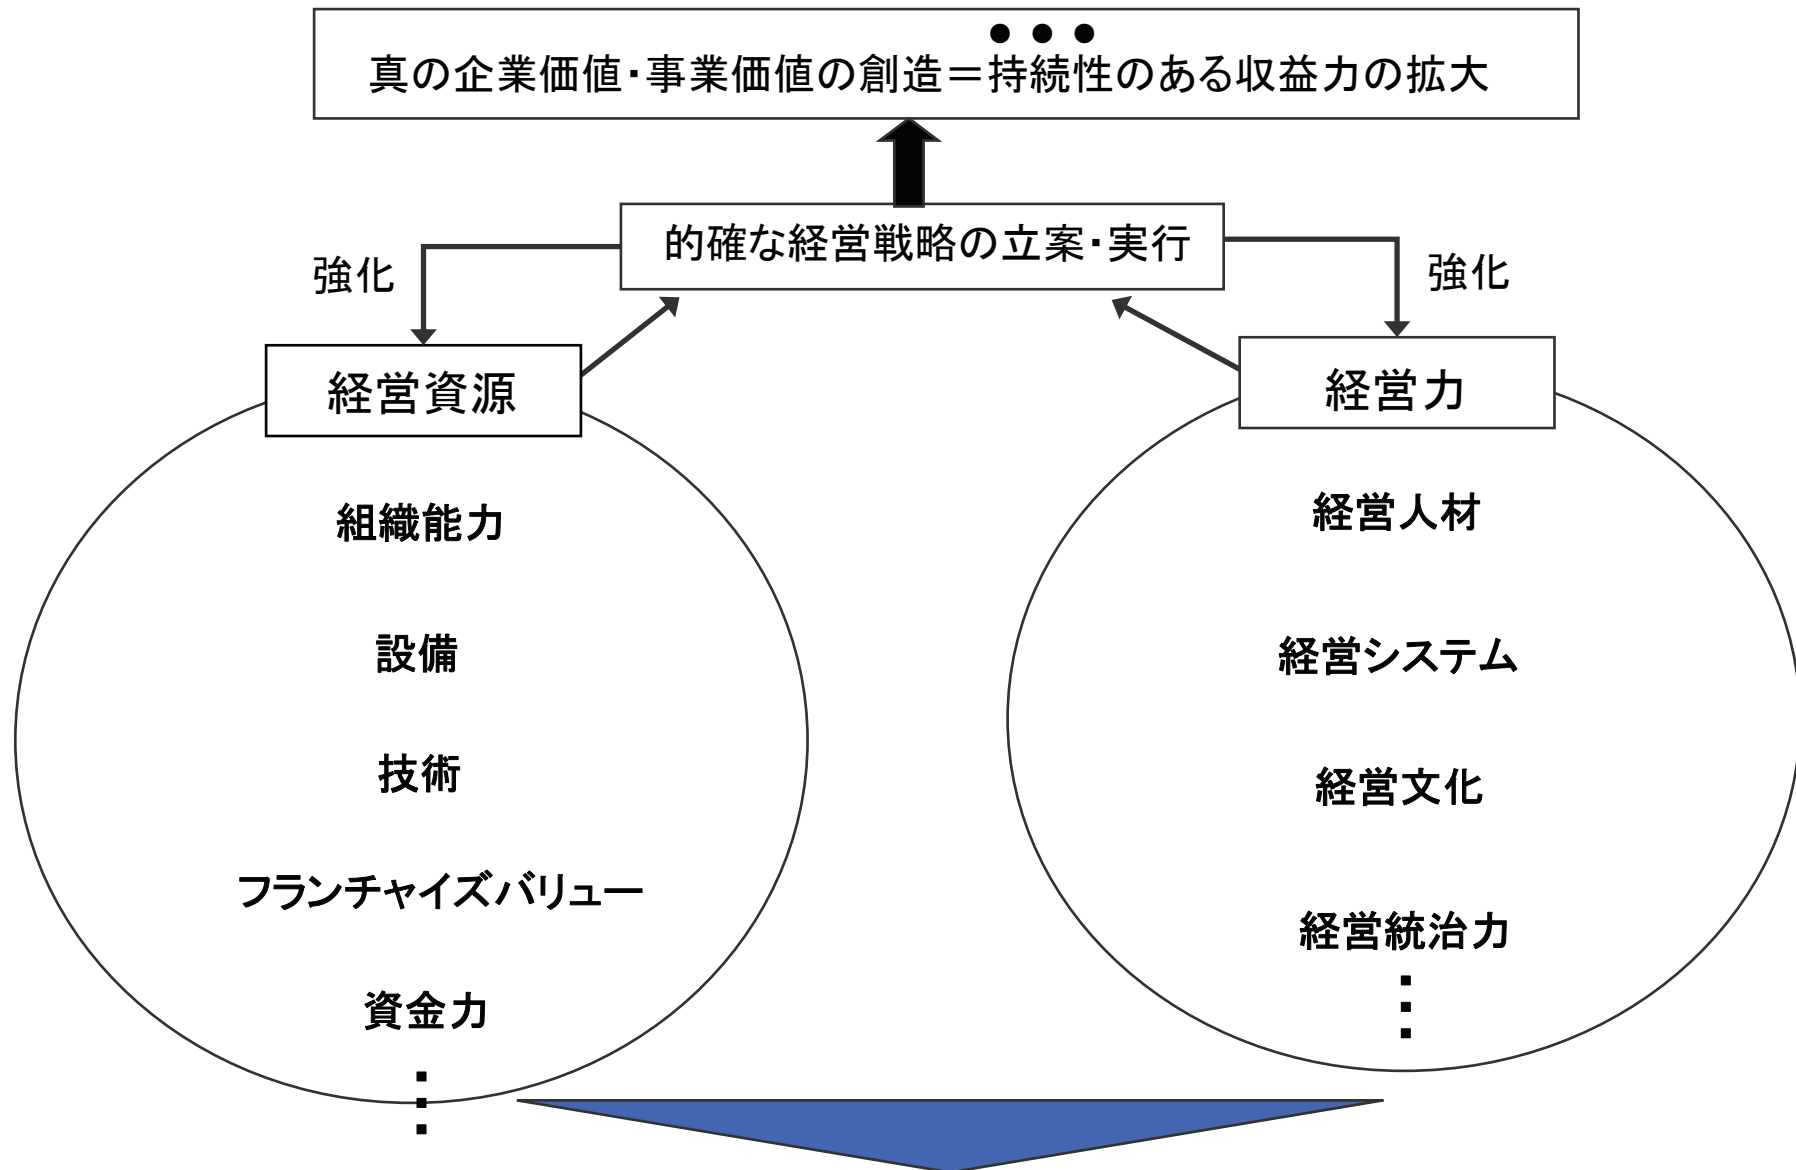 真の企業価値・事業価値の創造＝持続性のある収益力の拡大
的確な経営戦略の立案・実行
強化
強化
経営資源
組織能力
設備
技術
フランチャイズバリュー
資金力
⋮
経営力
経営人材
経営システム
経営文化
経営統治力
⋮